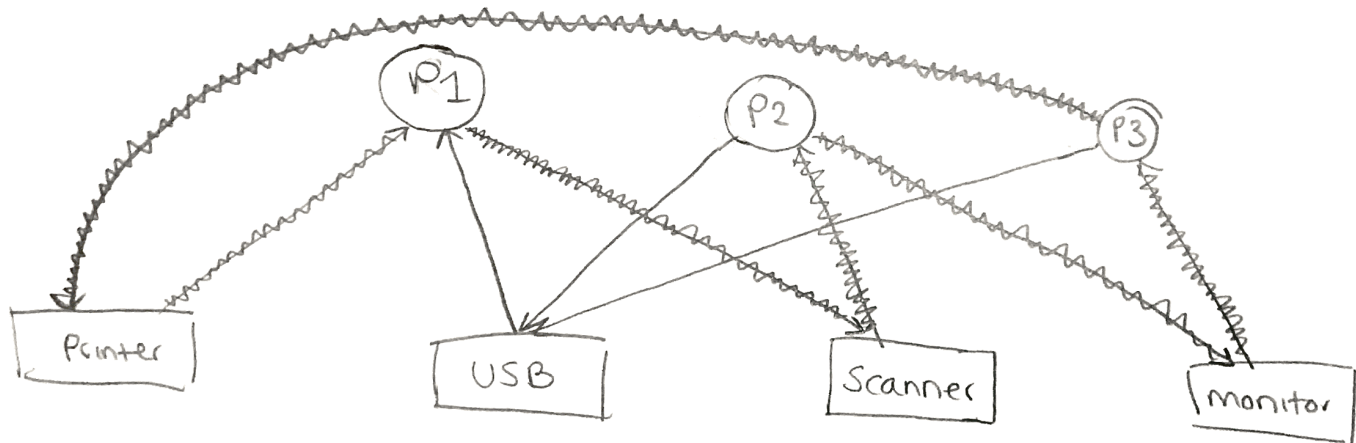 P1
P2
P3
Printer
USB
Scanner
monitor